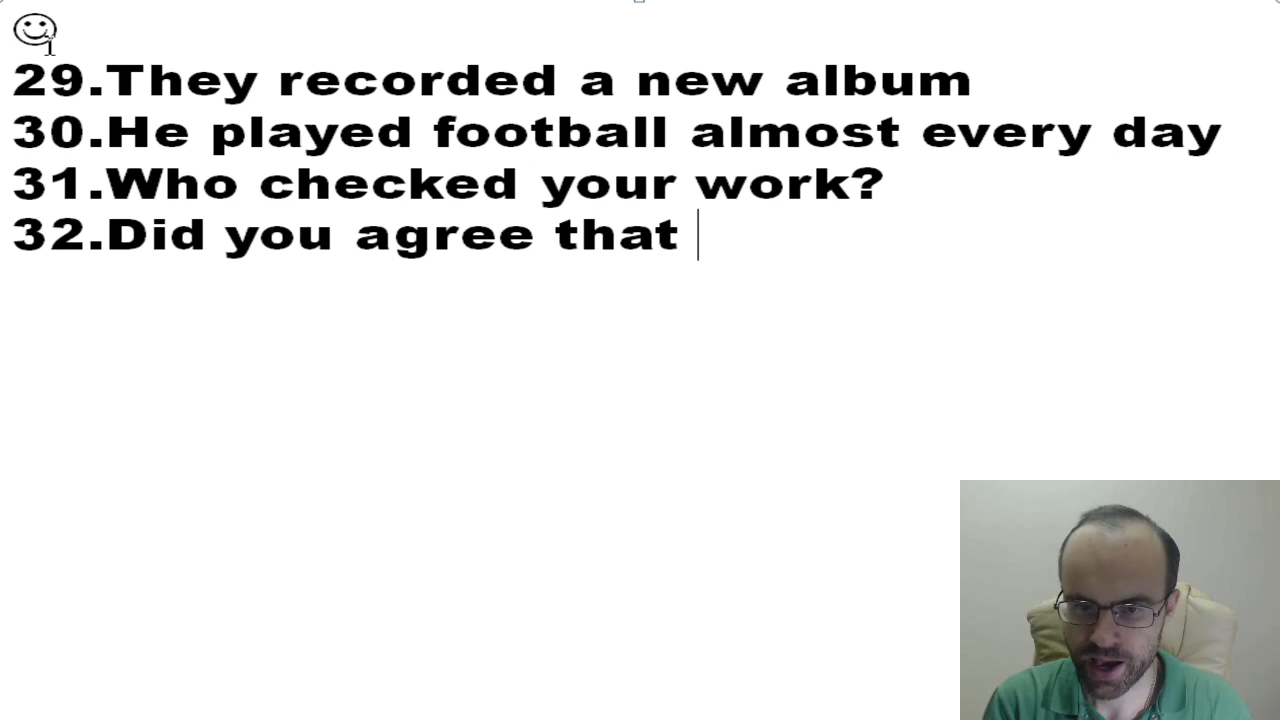 29.They recorded a new album
30.He played football almost every day
31.Who checked your work?
32.Did you agree that